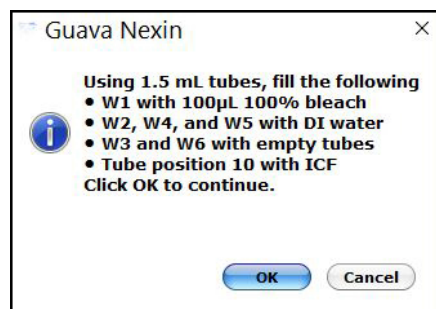 Guava Nexin
Using 1.5 mL tubes, fill the following
• W1 with 100µL 100% bleach
• W2, W4, and W5 with DI water
• W3 and W6 with empty tubes
• Tube position 10 with ICF
Click OK to continue.
OK Cancel